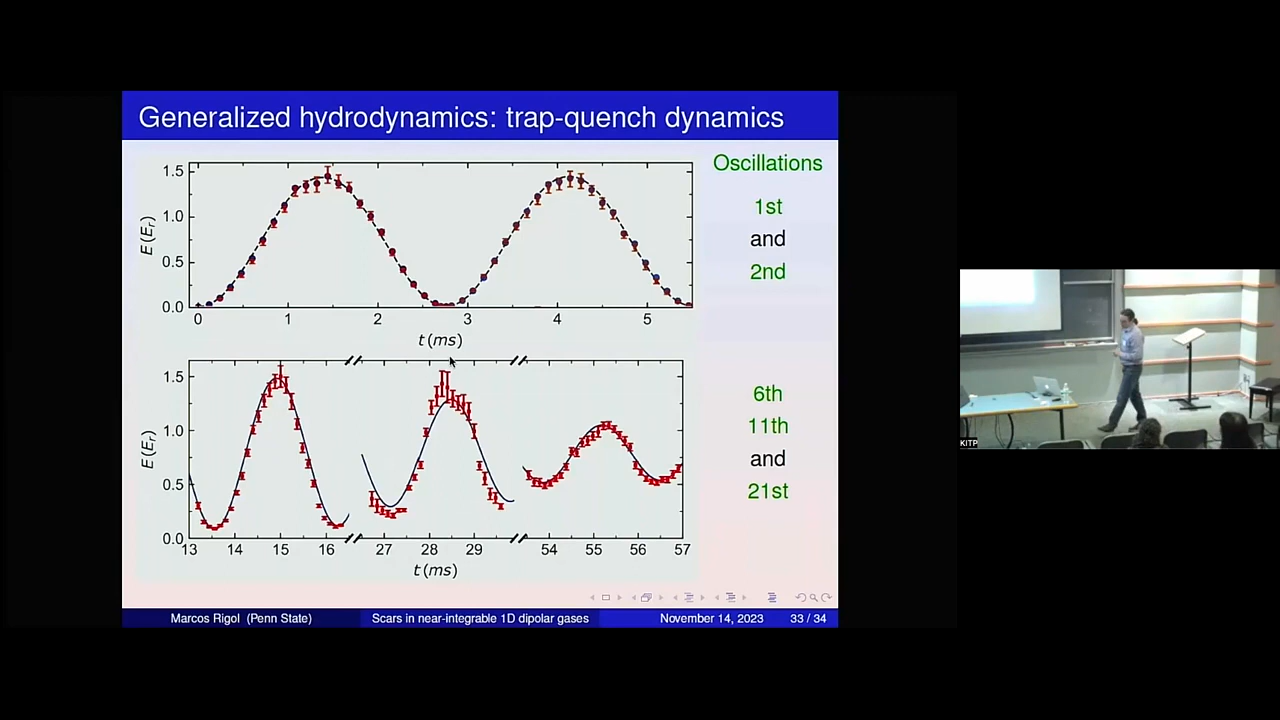 Generalized hydrodynamics: trap-quench dynamics
E(Er)
1.5
1.0
0.5
0.0
0 1 2 3 4 5
t(ms)
Oscillations
1st
and
2nd
E(Er)
1.5
1.0
0.5
0.0
13 14 15 16 27 28 29 54 55 56 57
t(ms)
6th
11th
and
21st
Marcos Rigol (Penn State) Scars in near-integrable 1D dipolar gases November 14, 2023 33 / 34
KITP